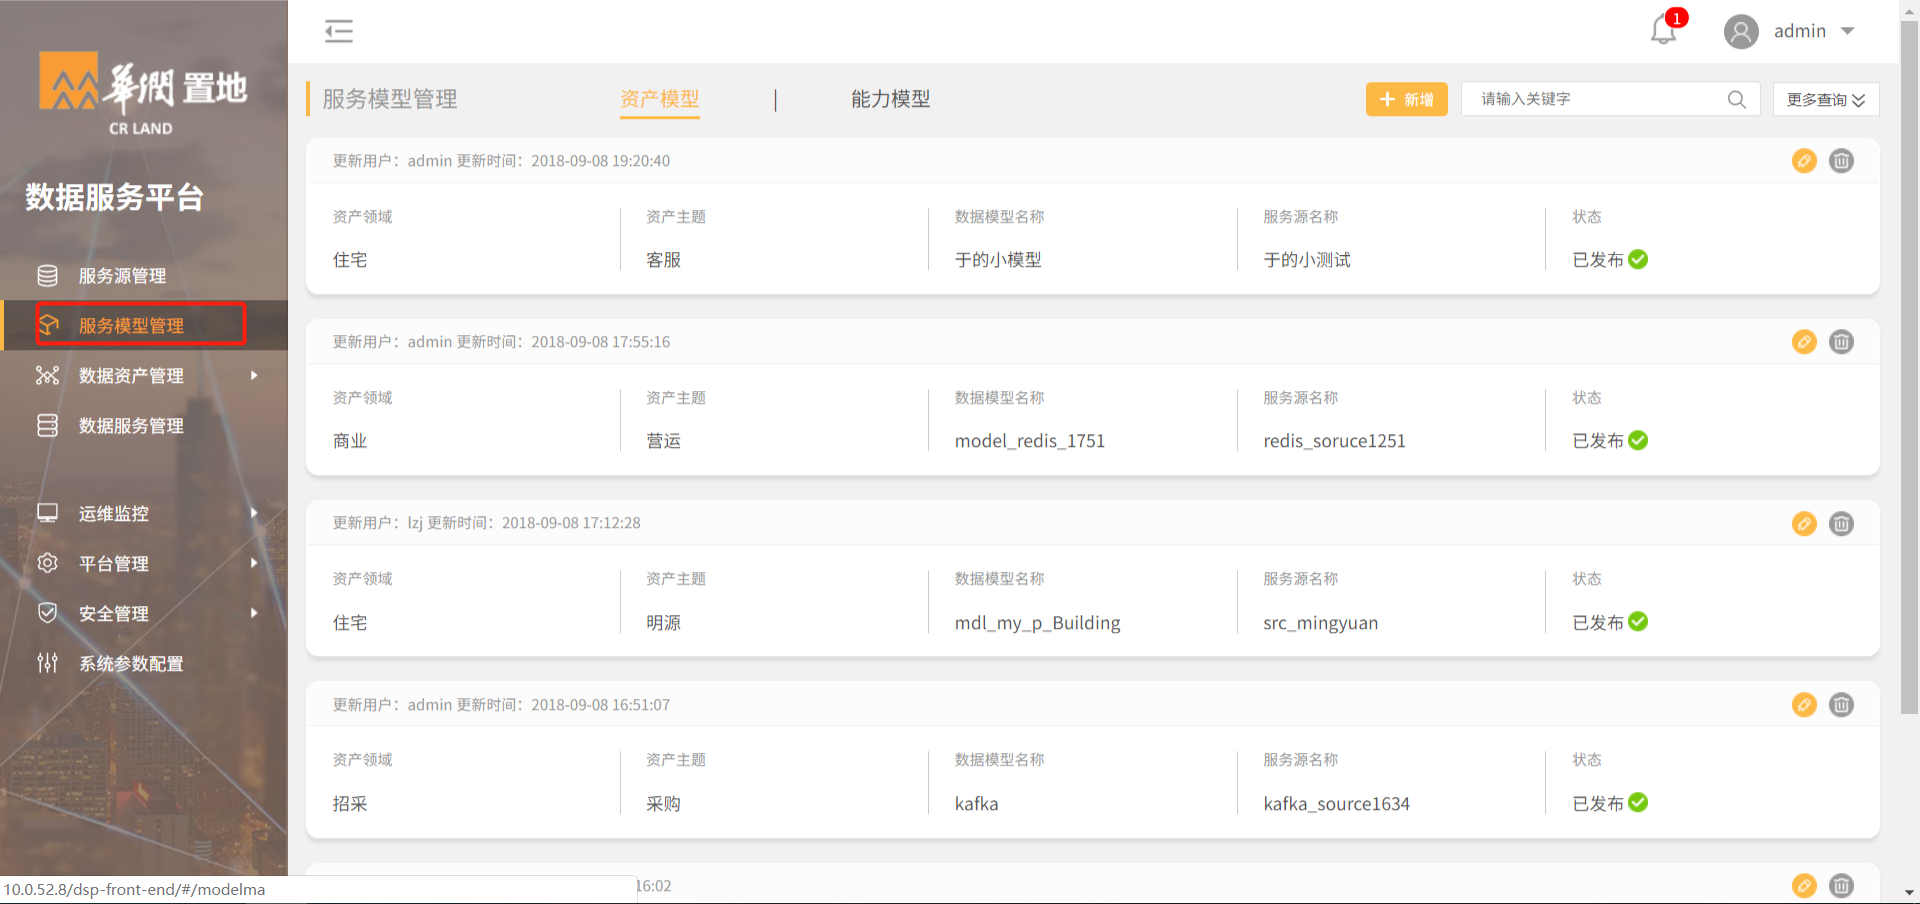 華潤置地
CR LAND
数据服务平台
服务源管理
服务模型管理
数据资产管理
数据服务管理
运维监控
平台管理
安全管理
系统参数配置
10.0.52.8/dsp-front-end/#/modelma
1
admin
服务模型管理 资产模型 | 能力模型 新增 请输入关键字 更多查询
更新用户：admin 更新时间：2018-09-08 19:20:40
资产领域 资产主题 数据模型名称 服务源名称 状态
住宅 客服 于的小模型 于的小测试 已发布
更新用户：admin 更新时间：2018-09-08 17:55:16
资产领域 资产主题 数据模型名称 服务源名称 状态
商业 营运 model_redis_1751 redis_soruce1251 已发布
更新用户：lzj 更新时间：2018-09-08 17:12:28
资产领域 资产主题 数据模型名称 服务源名称 状态
住宅 明源 mdl_my_p_Building src_mingyuan 已发布
更新用户：admin 更新时间：2018-09-08 16:51:07
资产领域 资产主题 数据模型名称 服务源名称 状态
招采 采购 kafka kafka_source1634 已发布
16:02